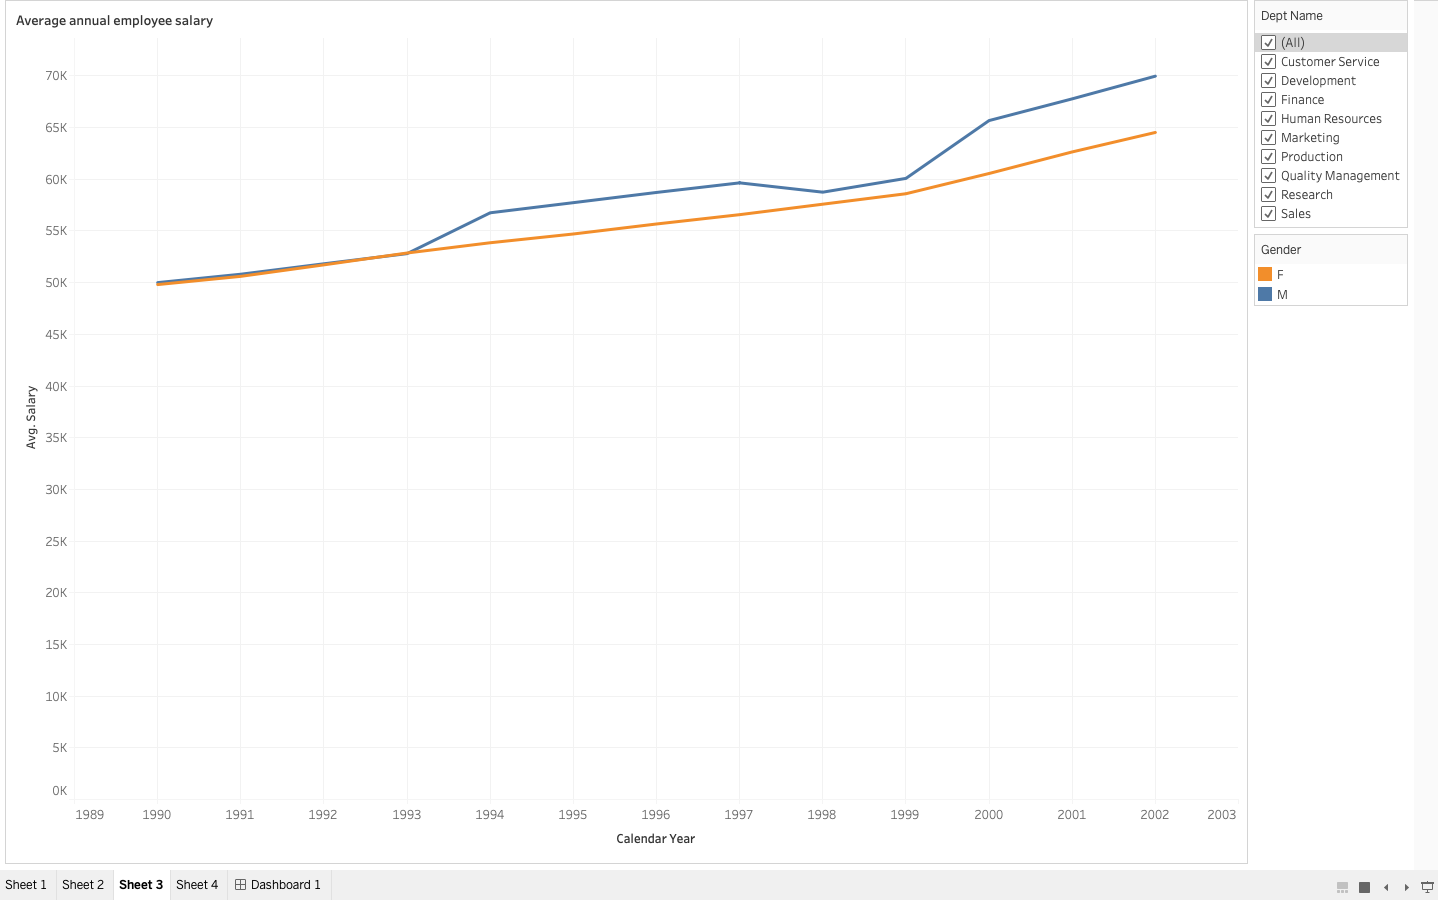 Average annual employee salary
70K
65K
60K
55K
50K
45K
40K
35K
30K
25K
20K
15K
10K
5K
0K
Avg. Salary
1989 1990 1991 1992 1993 1994 1995 1996 1997 1998 1999 2000 2001 2002 2003
Calendar Year
Dept Name
(All)
Customer Service
Development
Finance
Human Resources
Marketing
Production
Quality Management
Research
Sales
Gender
F
M
Sheet 1 Sheet 2 Sheet 3 Sheet 4 Dashboard 1